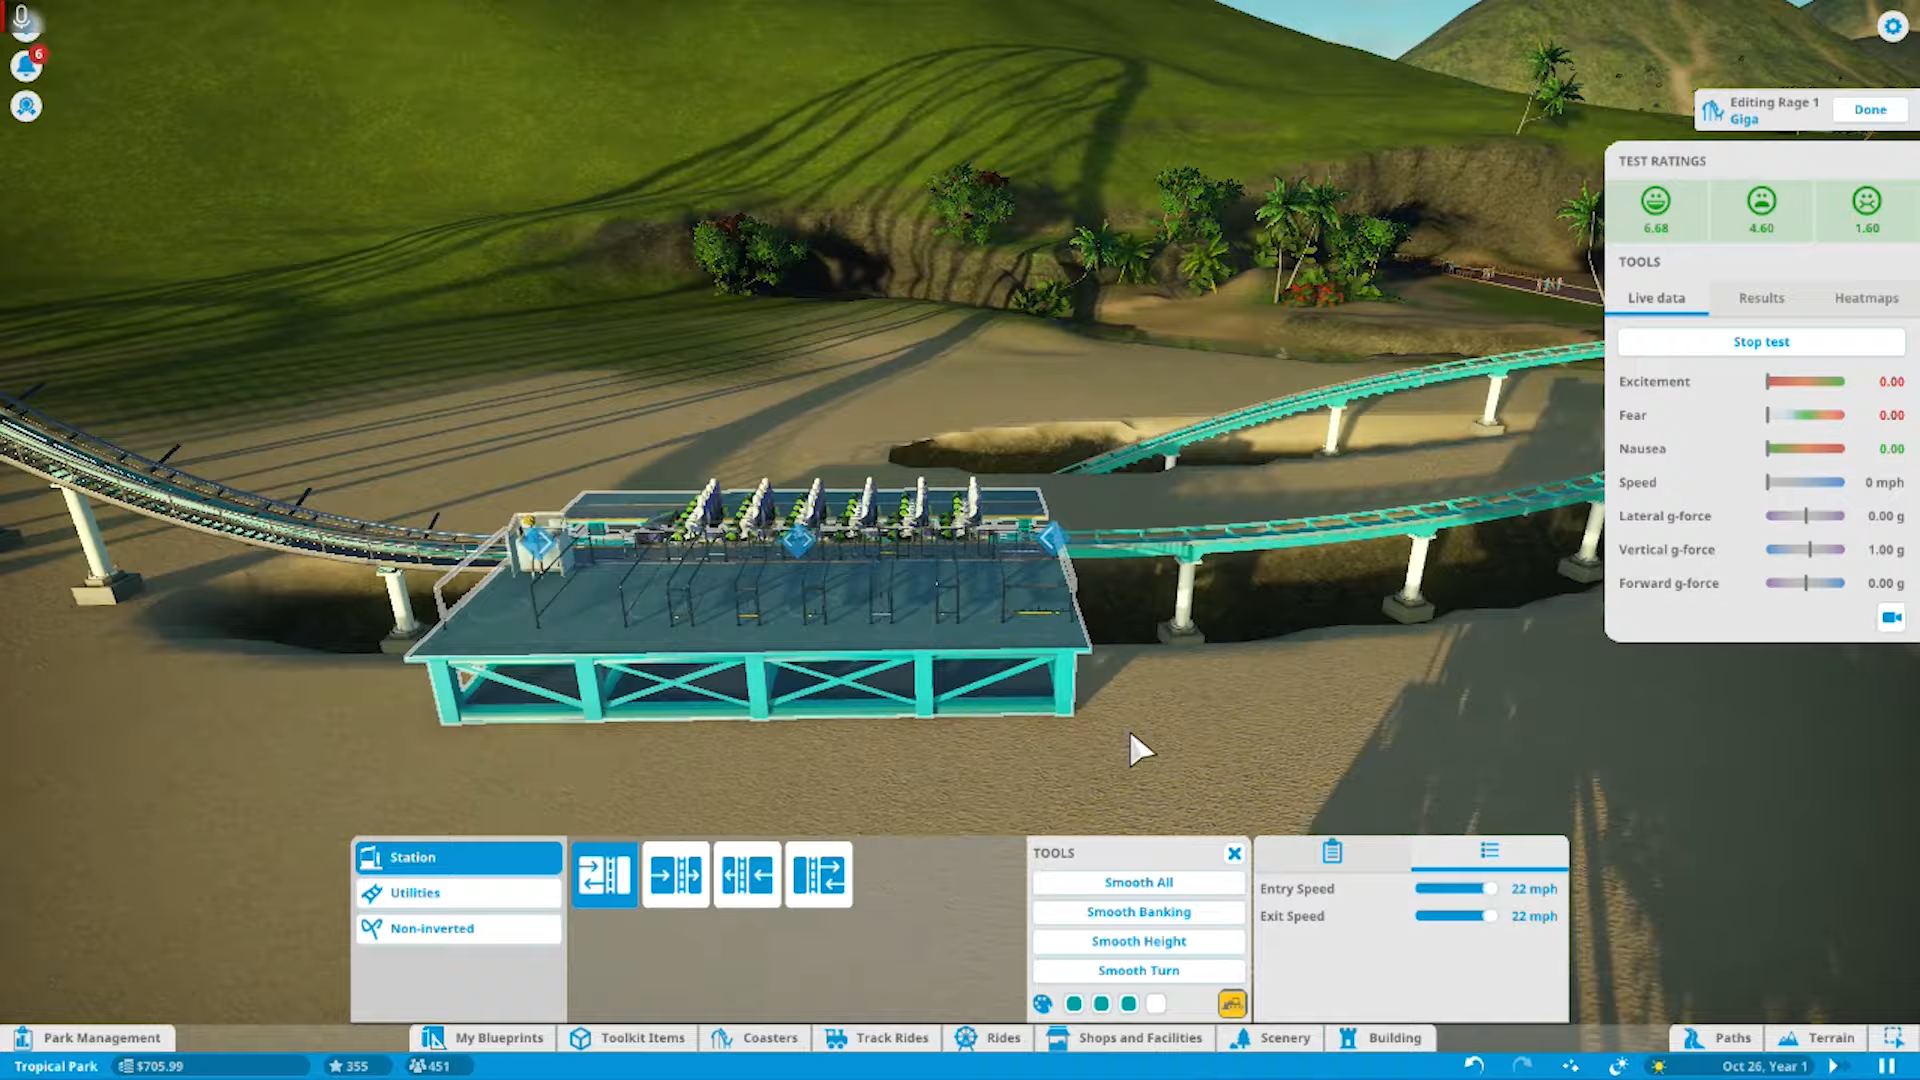 6
Editing Rage 1
Giga
Done
TEST RATINGS
6.68
4.60
1.60
TOOLS
Live data
Results
Heatmaps
Stop test
Excitement 0.00
Fear 0.00
Nausea 0.00
Speed 0 mph
Lateral g-force 0.00 g
Vertical g-force 1.00 g
Forward g-force 0.00 g
Station
Utilities
Non-inverted
TOOLS
Smooth All
Smooth Banking
Smooth Height
Smooth Turn
Entry Speed 22 mph
Exit Speed 22 mph
Park Management
My Blueprints
Toolkit Items
Coasters
Track Rides
Rides
Shops and Facilities
Scenery
Building
Paths
Terrain
Tropical Park
$705.99
355
451
Oct 26, Year 1